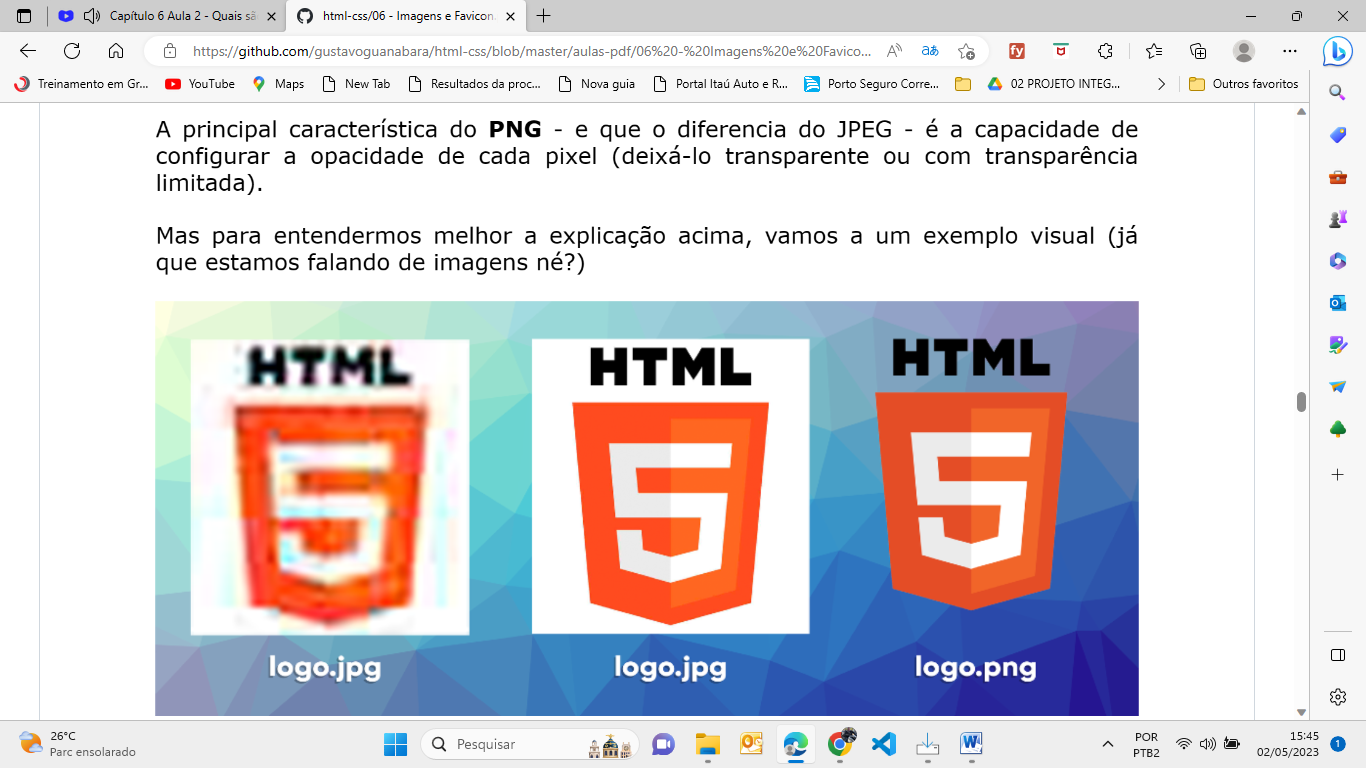 Capítulo 6 Aula 2 - Quais sã
html-css/06 - Imagens e Favicon.
https://github.com/gustavoguanabara/html-css/blob/master/aulas-pdf/06%20-%20Imagens%20e%20Favico...
Treinamento em Gr...
YouTube
Maps
New Tab
Resultados da proc...
Nova guia
Portal Itaú Auto e R...
Porto Seguro Corre...
02 PROJETO INTEG...
Outros favoritos
A principal característica do PNG - e que o diferencia do JPEG - é a capacidade de
configurar a opacidade de cada pixel (deixá-lo transparente ou com transparência
limitada).
Mas para entendermos melhor a explicação acima, vamos a um exemplo visual (já
que estamos falando de imagens né?)
HTML
5
logo.jpg
HTML
5
logo.jpg
HTML
5
logo.png
26°C
Parc ensolarado
Pesquisar
POR
PTB2
15:45
02/05/2023
1